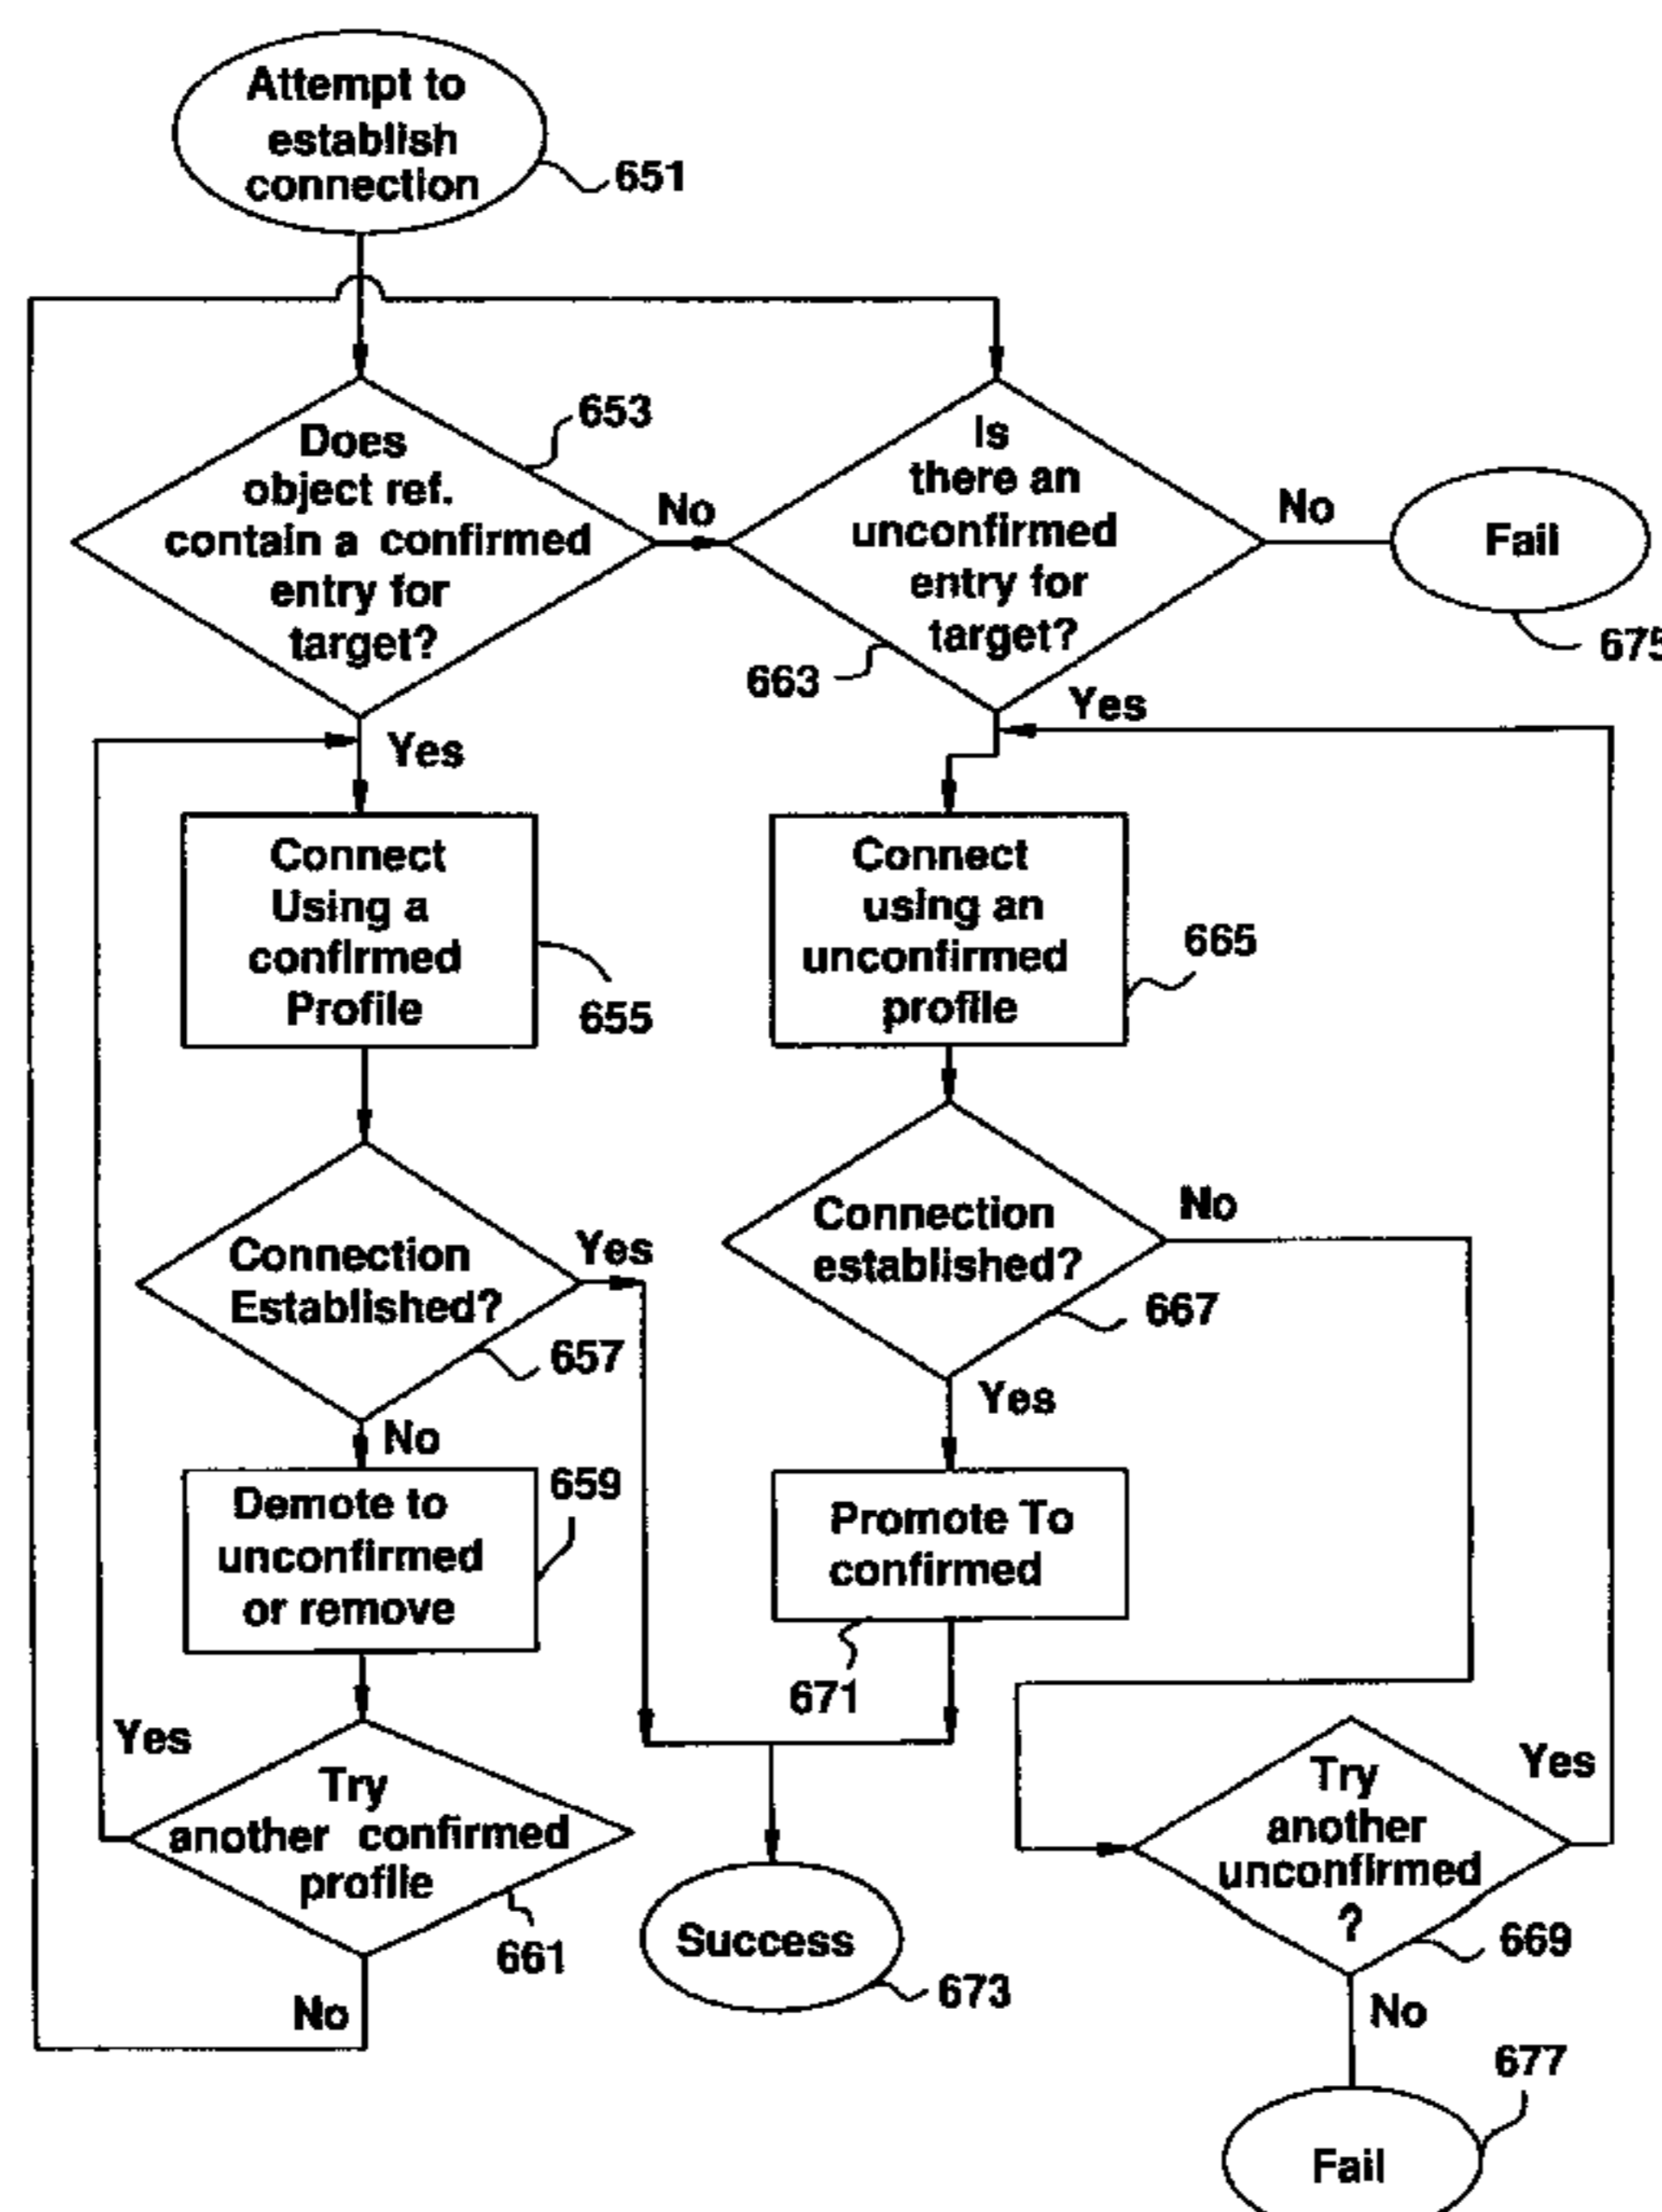 Attempt to
establish
connection
651
Does
object ref.
contain a confirmed
entry for
target?
653
No
Is
there an
unconfirmed
entry for
target?
663
No
Fail
675
Yes
Yes
Connect
Using a
confirmed
Profile
655
Connect
using an
unconfirmed
profile
665
Connection
Established?
657
Yes
No
Connection
established?
667
No
Yes
Demote to
unconfirmed
or remove
659
Promote To
confirmed
671
Yes
Try
another confirmed
profile
661
No
Success
673
Try
another
unconfirmed
?
669
Yes
No
677
Fail